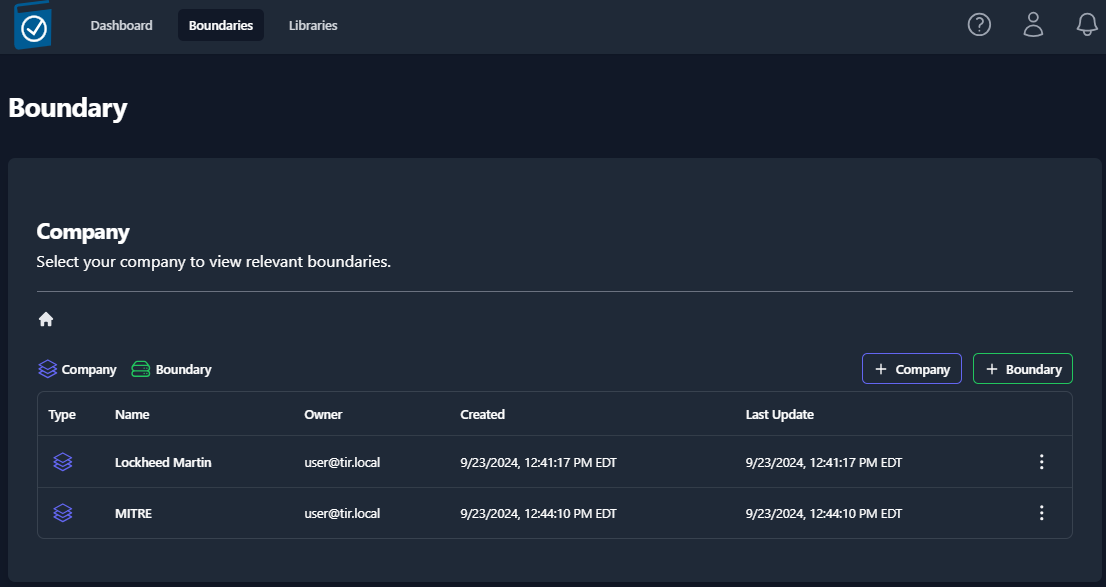 Dashboard Boundaries Libraries
Boundary
Company
Select your company to view relevant boundaries.
Company Boundary + Company + Boundary
Type Name Owner Created Last Update
Lockheed Martin user@tir.local 9/23/2024, 12:41:17 PM EDT 9/23/2024, 12:41:17 PM EDT
MITRE user@tir.local 9/23/2024, 12:44:10 PM EDT 9/23/2024, 12:44:10 PM EDT